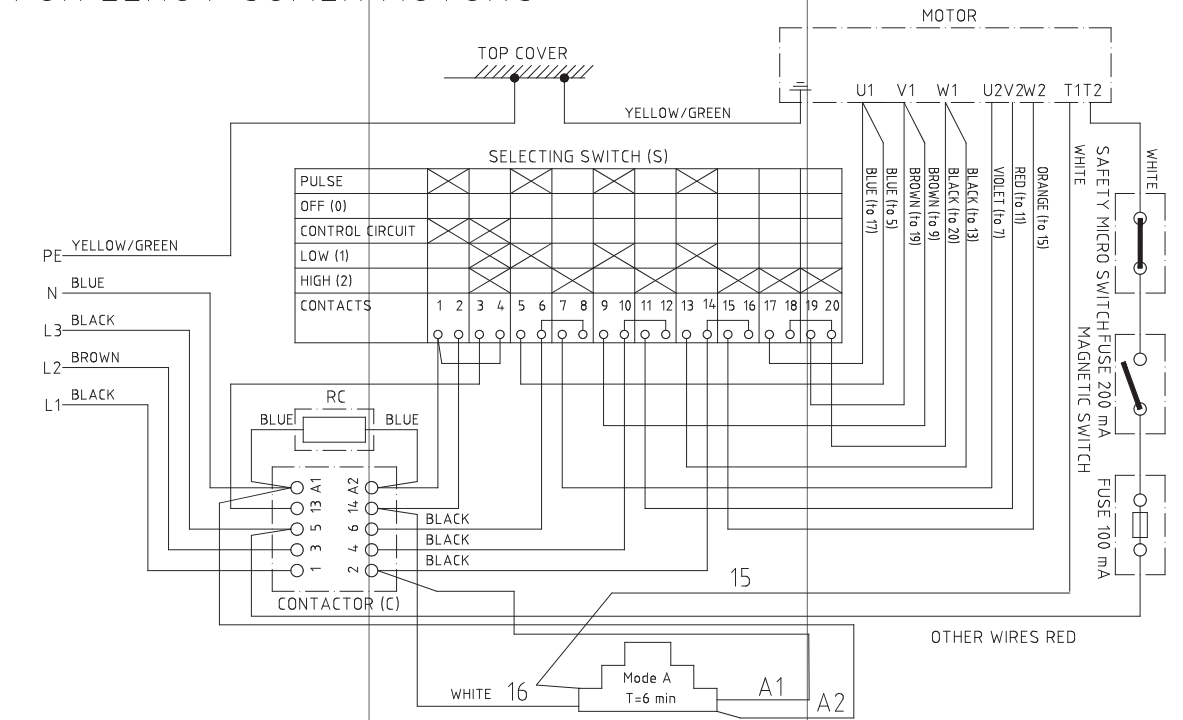 MOTOR
TOP COVER
U1 V1 W1 U2 V2 W2 T1 T2
YELLOW/GREEN
SELECTING SWITCH (S)
PULSE
OFF (0)
CONTROL CIRCUIT
LOW (1)
HIGH (2)
CONTACTS 1 2 3 4 5 6 7 8 9 10 11 12 13 14 15 16 17 18 19 20
BLUE (to 17)
BLUE (to 5)
BROWN (to 19)
BROWN (to 9)
BLACK (to 20)
BLACK (to 13)
VIOLET (to 7)
RED (to 11)
ORANGE (to 15)
WHITE
WHITE
SAFETY MICRO SWITCH
FUSE 200 mA
MAGNETIC SWITCH
FUSE 100 mA
PE YELLOW/GREEN
N BLUE
L3 BLACK
L2 BROWN
L1 BLACK
RC
BLUE BLUE
A1 A2
13 14
5 6 BLACK
3 4 BLACK
1 2 BLACK
CONTACTOR (C)
15
OTHER WIRES RED
Mode A
T=6 min
WHITE 16
A1
A2